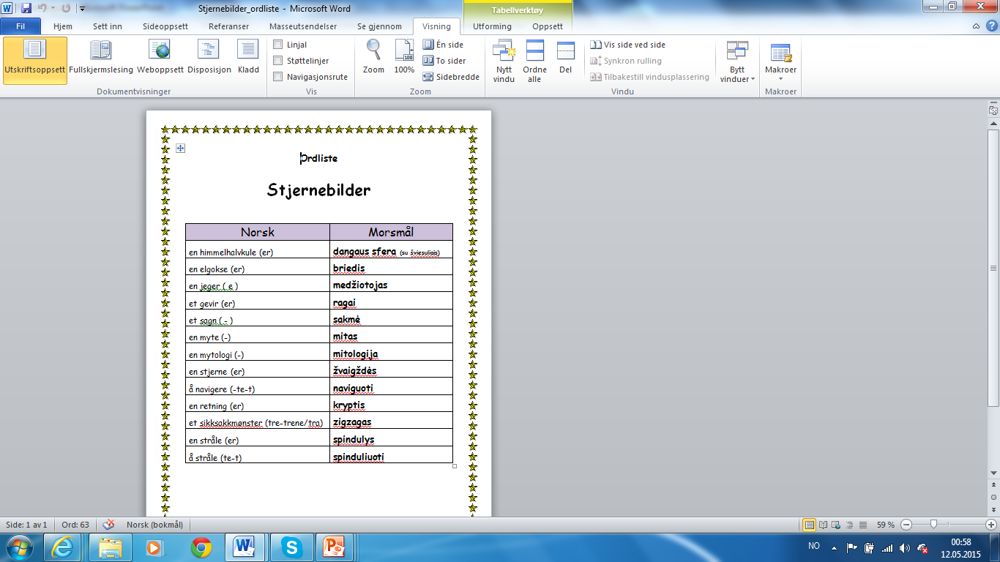 Stjernebilder_ordliste - Microsoft Word
Tabellverktøy
Fil Hjem Sett inn Sideoppsett Referanser Masseutsendelser Se gjennom Visning Utforming Oppsett
Utskriftsoppsett Fullskjermslesing Weboppsett Disposisjon Kladd
Dokumentvisninger
Linjal
Støttelinjer
Navigasjonsrute
Vis
Zoom 100%
Én side
To sider
Sidebredde
Zoom
Nytt vindu
Ordne alle
Del
Vis side ved side
Synkron rulling
Tilbakestill vindusplassering
Vindu
Bytt vinduer
Makroer
Makroer
Ordliste
Stjernebilder
Norsk Morsmål
en himmelhalvkule (er) dangaus sfera (su šviesuliais)
en elgokse (er) briedis
en jeger ( e ) medžiotojas
et gevir (er) ragai
et sagn ( - ) sakmė
en myte (-) mitas
en mytologi (-) mitologija
en stjerne (er) žvaigždės
å navigere (-te-t) naviguoti
en retning (er) kryptis
et sikksakkmønster (tre-trene/tra) zigzagas
en stråle (er) spindulys
å stråle (te-t) spinduliuoti
Side: 1 av 1 Ord: 63 Norsk (bokmål) 59 %
NO 00:58
12.05.2015